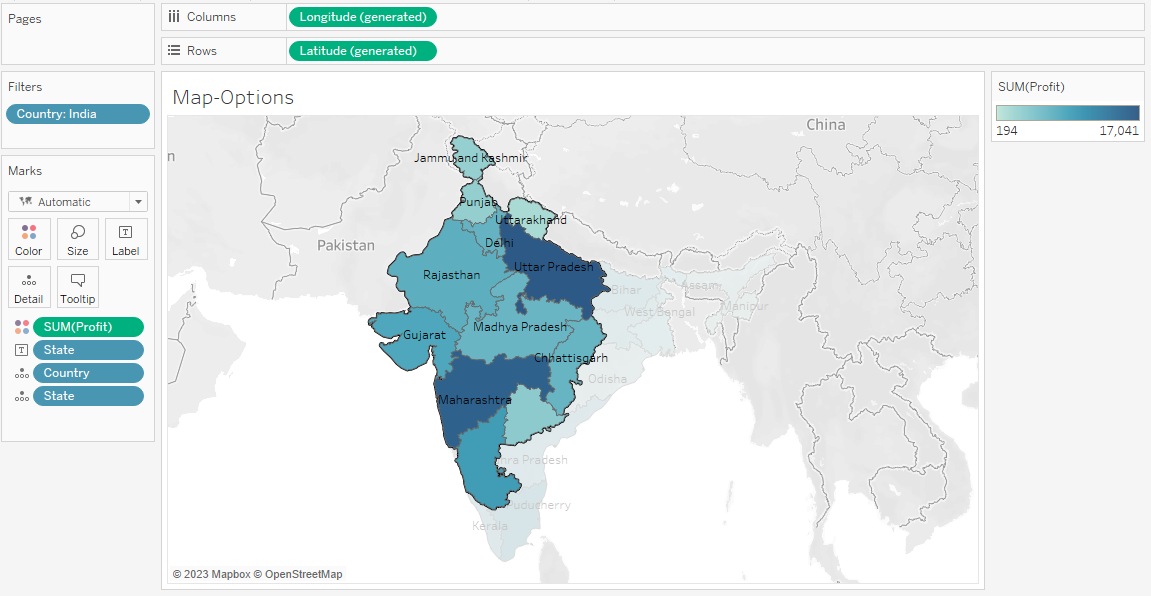 Pages
Columns
Longitude (generated)
Rows
Latitude (generated)
Filters
Country: India
Marks
Automatic
Color
Size
Label
Detail
Tooltip
SUM(Profit)
State
Country
State
Map-Options
China
n
Jammu and Kashmir
Punjab
Uttarakhand
Pakistan
Delhi
Uttar Pradesh
Rajasthan
Bihar
Assam
Manipur
West Bengal
Madhya Pradesh
Gujarat
Chhattisgarh
Odisha
Maharashtra
hra Pradesh
Puducherry
Kerala
© 2023 Mapbox © OpenStreetMap
SUM(Profit)
194 17,041